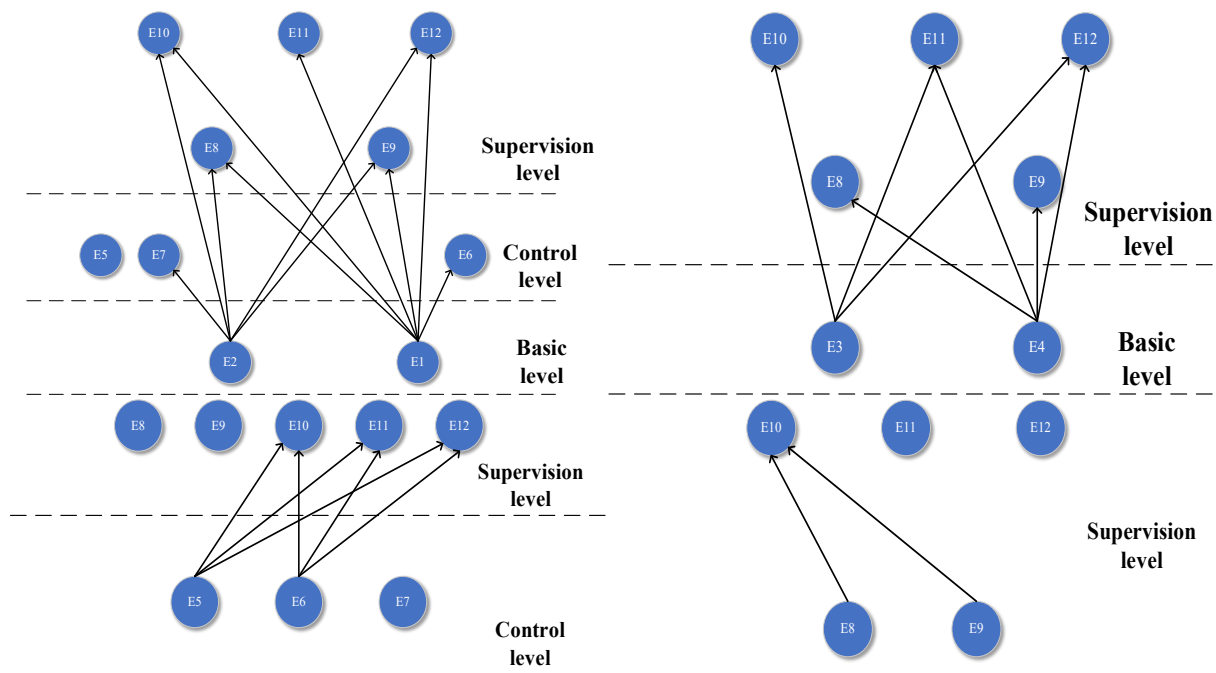 E10 E11 E12
E8 E9
Supervision
level
E5 E7 E6
Control
level
E2 E1
Basic
level
E10 E11 E12
E8 E9
Supervision
level
E3 E4
Basic
level
E8 E9 E10 E11 E12
Supervision
level
E5 E6 E7
Control
level
E10 E11 E12
Supervision
level
E8 E9